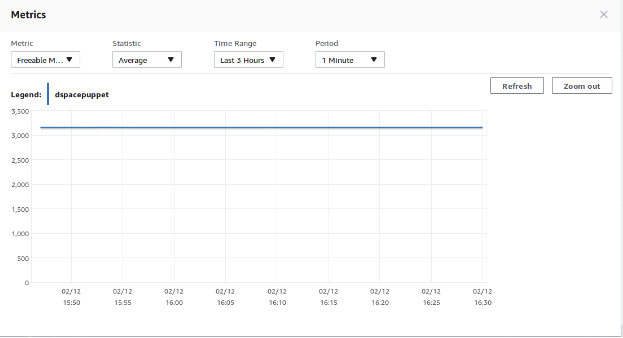 Metrics
Metric Statistic Time Range Period
Freeable M... Average Last 3 Hours 1 Minute
Refresh Zoom out
Legend: dspacepuppet
3,500
3,000
2,500
2,000
1,500
1,000
500
0
02/12 02/12 02/12 02/12 02/12 02/12 02/12 02/12 02/12
15:50 15:55 16:00 16:05 16:10 16:15 16:20 16:25 16:30